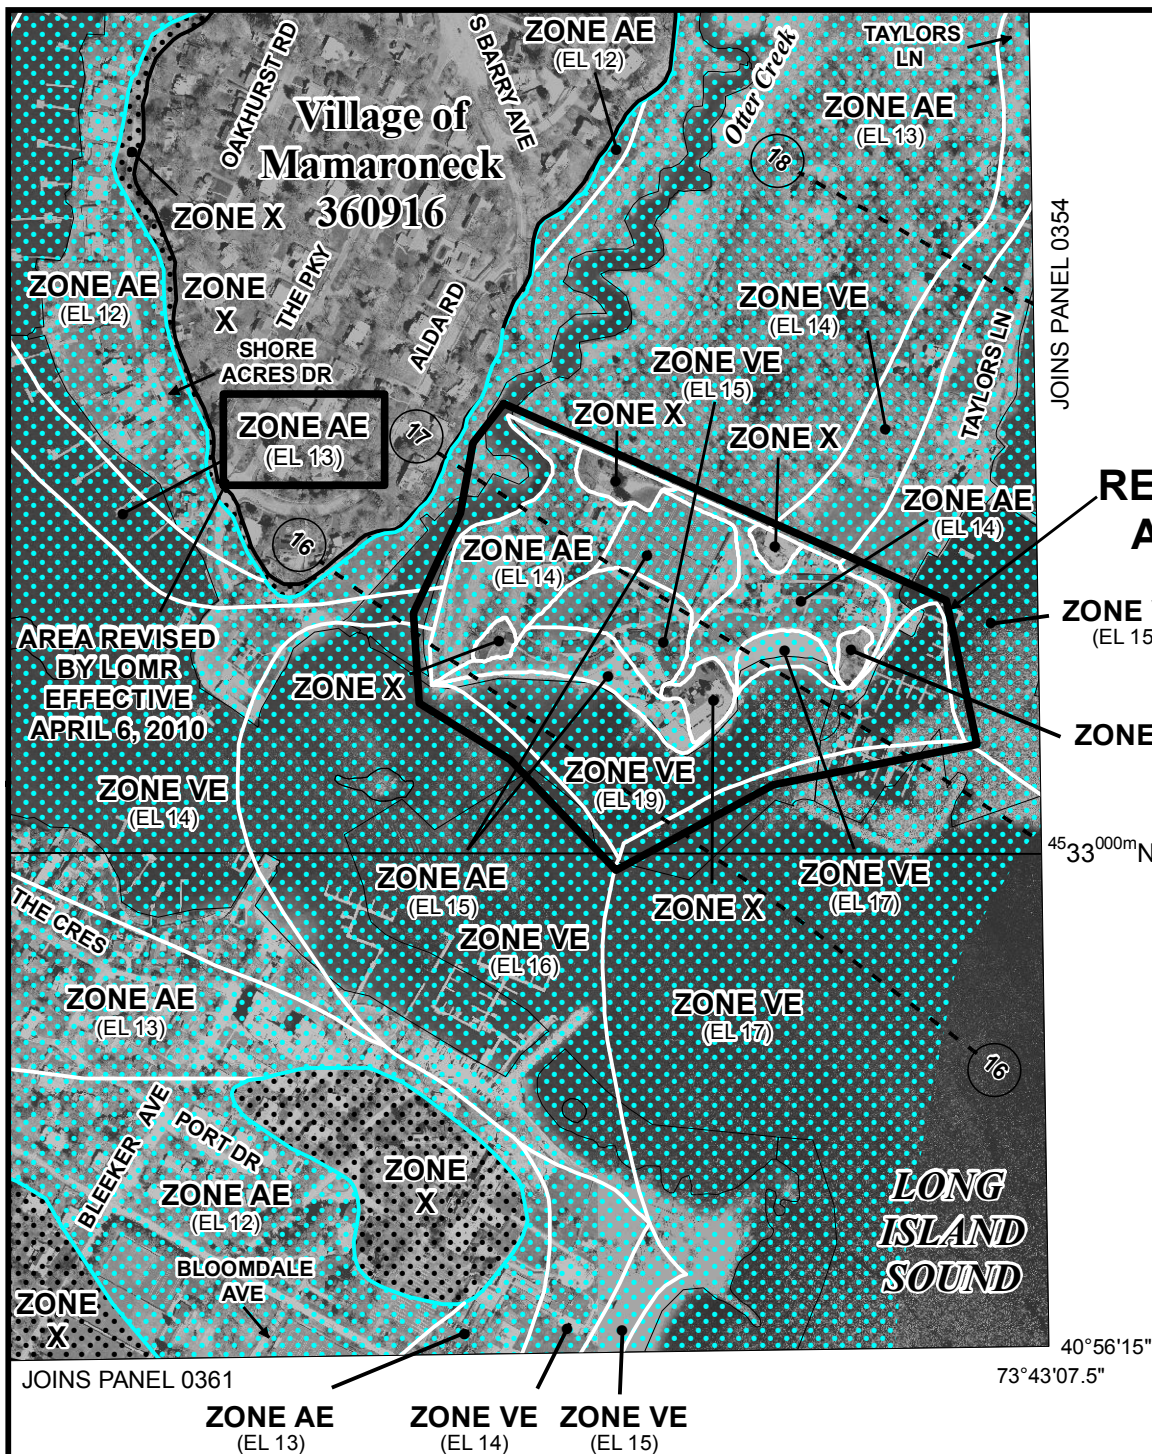 ZONE AE
(EL 12)
TAYLORS
LN
OAKHURST RD
S BARRY AVE
Otter Creek
ZONE AE
(EL 13)
Village of
Mamaroneck
360916
18
ZONE X
JOINS PANEL 0354
ZONE AE
(EL 12)
ZONE
X
THE PKY
ALDA RD
ZONE VE
(EL 14)
SHORE
ACRES DR
ZONE VE
(EL 15)
TAYLORS LN
ZONE X
ZONE X
ZONE AE
(EL 13)
17
RE
A
ZONE AE
(EL 14)
16
ZONE AE
(EL 14)
ZONE
(EL 15
AREA REVISED
BY LOMR
EFFECTIVE
APRIL 6, 2010
ZONE X
ZONE
ZONE VE
(EL 14)
ZONE VE
(EL 19)
4533000m N
ZONE AE
(EL 15)
ZONE VE
(EL 17)
ZONE X
THE CRES
ZONE VE
(EL 16)
ZONE AE
(EL 13)
ZONE VE
(EL 17)
16
BLEEKER AVE
PORT DR
ZONE
X
ZONE AE
(EL 12)
LONG
ISLAND
SOUND
BLOOMDALE
AVE
ZONE
X
40°56'15"
JOINS PANEL 0361
73°43'07.5"
ZONE AE
(EL 13)
ZONE VE
(EL 14)
ZONE VE
(EL 15)